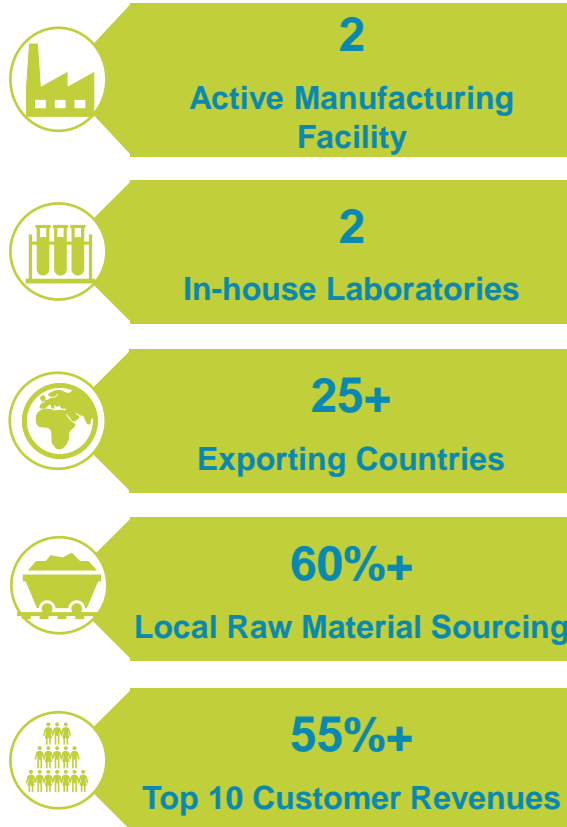 2
Active Manufacturing
Facility
2
In-house Laboratories
25+
Exporting Countries
60%+
Local Raw Material Sourcing
55%+
Top 10 Customer Revenues